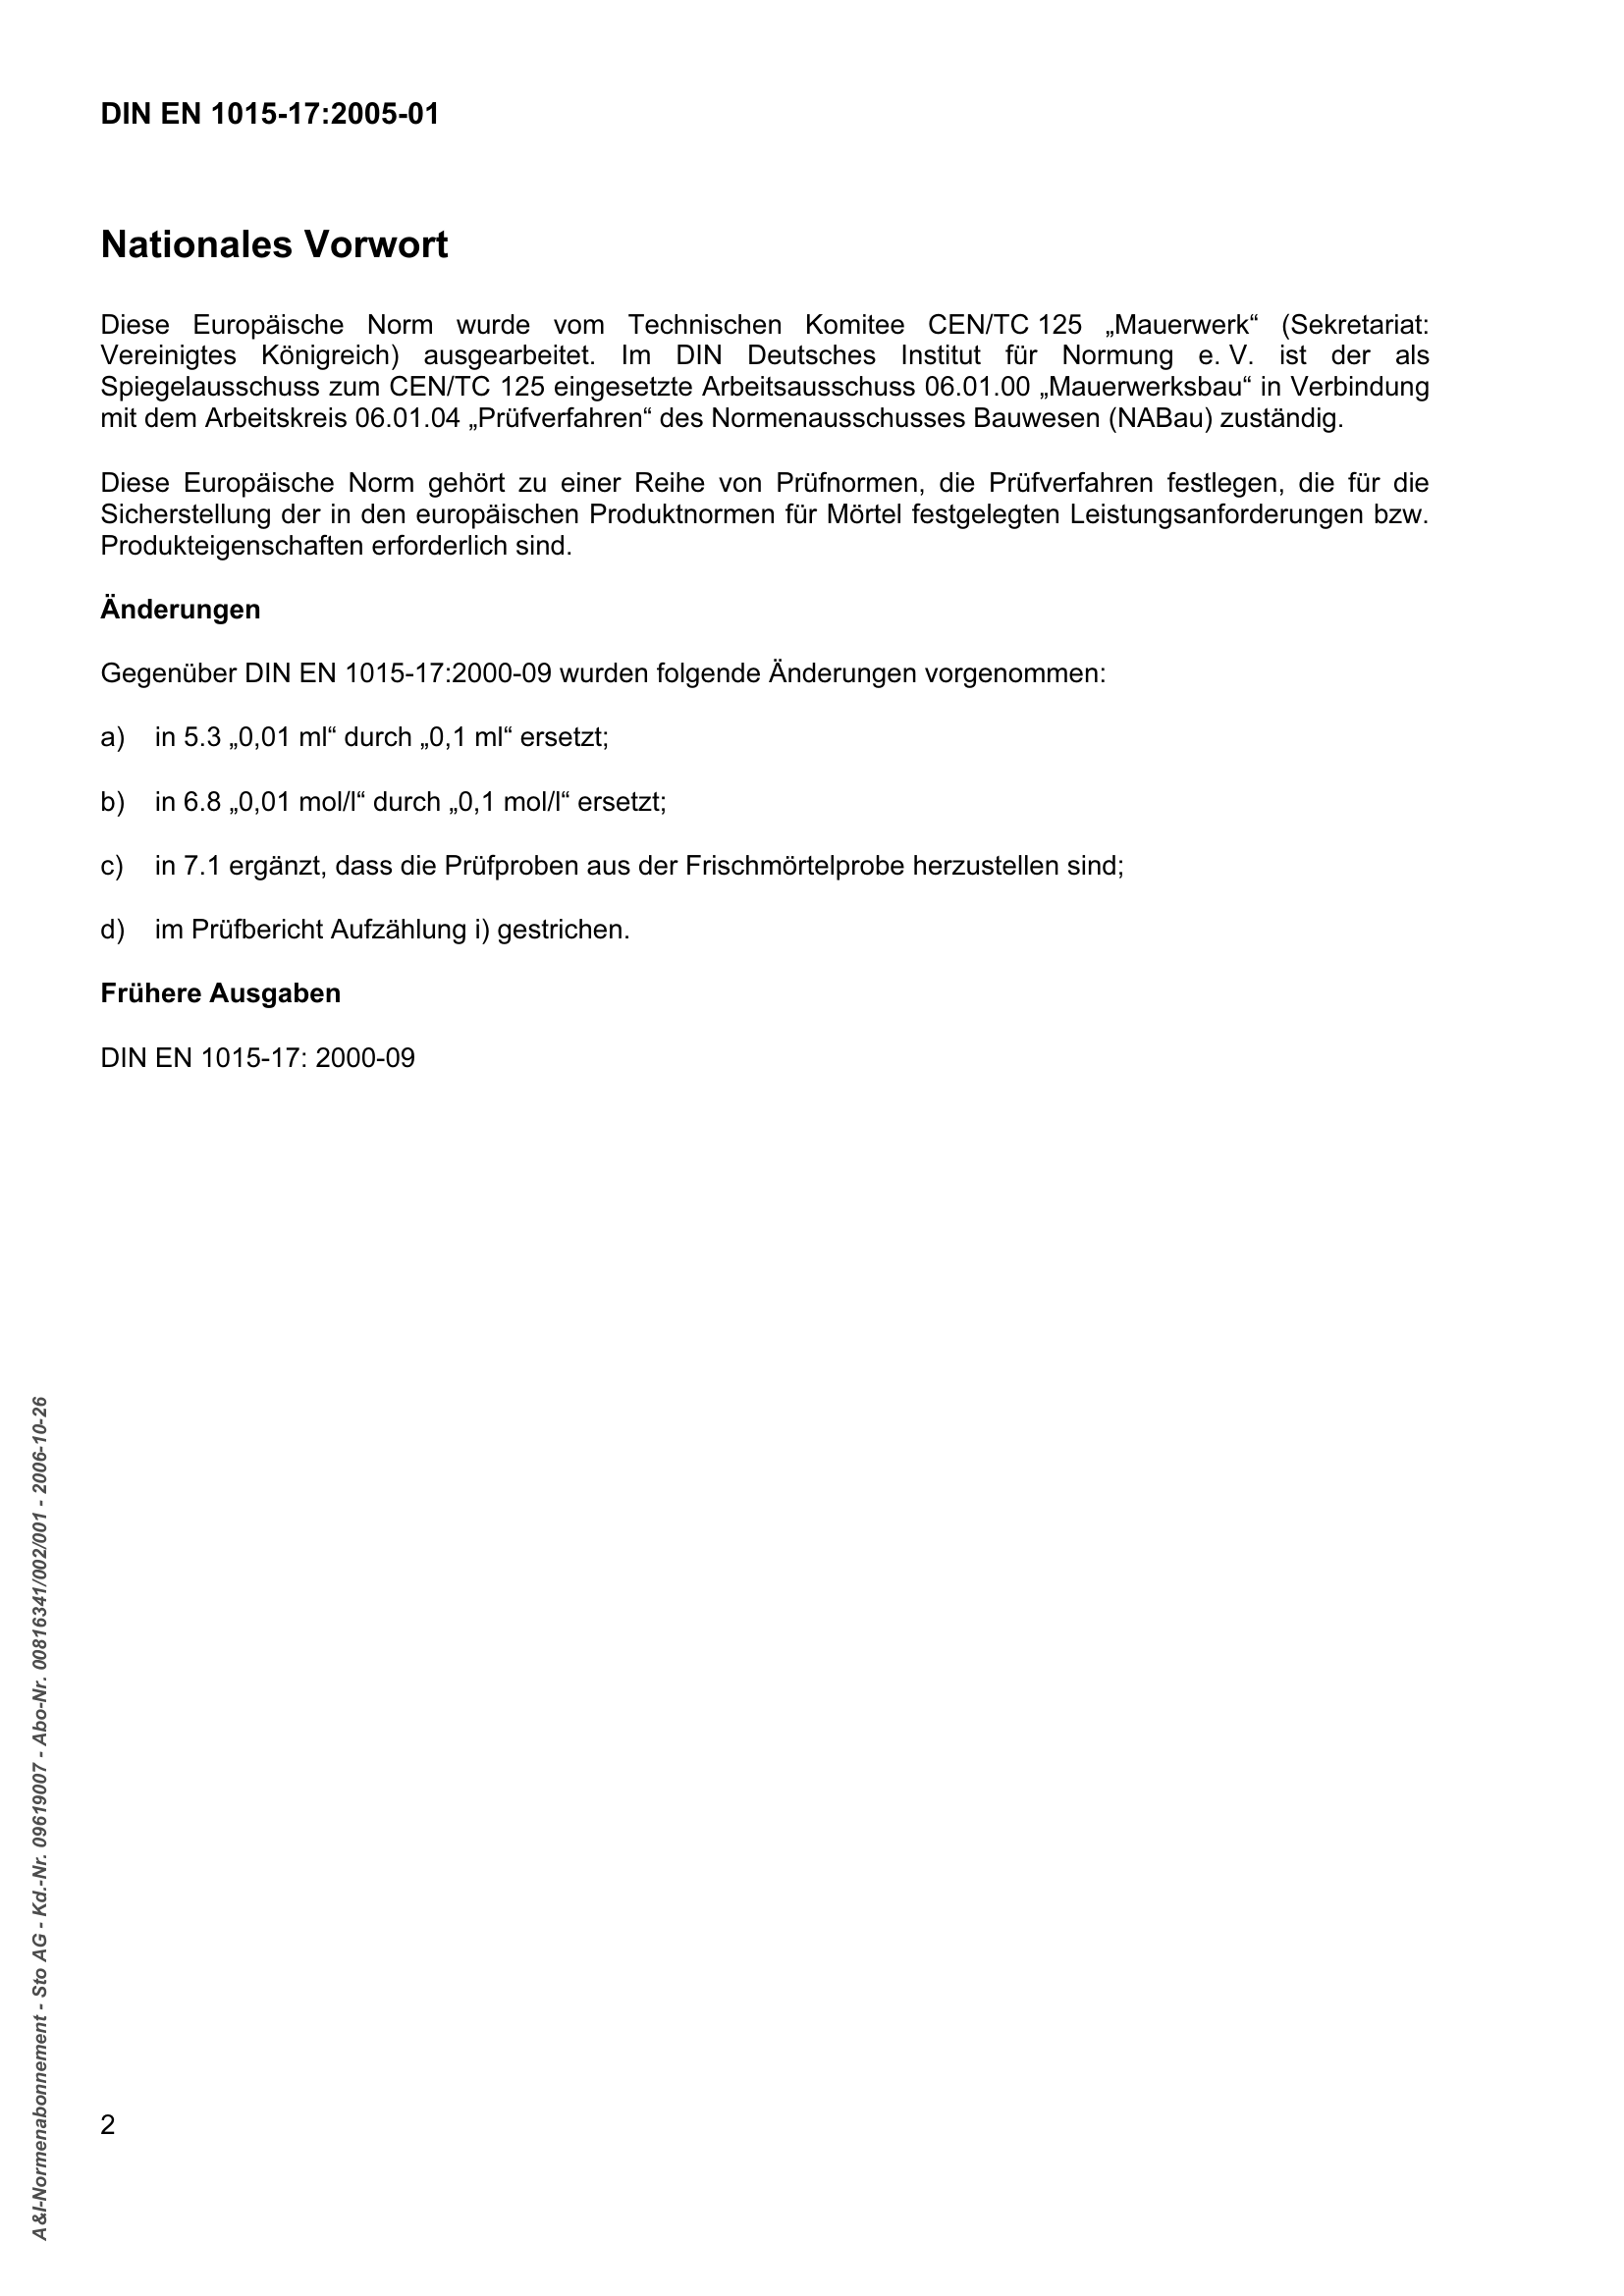 DIN EN 1015-17:2005-01
Nationales Vorwort
Diese Europäische Norm wurde vom Technischen Komitee CEN/TC 125 „Mauerwerk“ (Sekretariat:
Vereinigtes Königreich) ausgearbeitet. Im DIN Deutsches Institut für Normung e. V. ist der als
Spiegelausschuss zum CEN/TC 125 eingesetzte Arbeitsausschuss 06.01.00 „Mauerwerksbau“ in Verbindung
mit dem Arbeitskreis 06.01.04 „Prüfverfahren“ des Normenausschusses Bauwesen (NABau) zuständig.
Diese Europäische Norm gehört zu einer Reihe von Prüfnormen, die Prüfverfahren festlegen, die für die
Sicherstellung der in den europäischen Produktnormen für Mörtel festgelegten Leistungsanforderungen bzw.
Produkteigenschaften erforderlich sind.
Änderungen
Gegenüber DIN EN 1015-17:2000-09 wurden folgende Änderungen vorgenommen:
a) in 5.3 „0,01 ml“ durch „0,1 ml“ ersetzt;
b) in 6.8 „0,01 mol/l“ durch „0,1 mol/l“ ersetzt;
c) in 7.1 ergänzt, dass die Prüfproben aus der Frischmörtelprobe herzustellen sind;
d) im Prüfbericht Aufzählung i) gestrichen.
Frühere Ausgaben
DIN EN 1015-17: 2000-09
A&I-Normenabonnement - Sto AG - Kd.-Nr. 09619007 - Abo-Nr. 00816341/002/001 - 2006-10-26
2